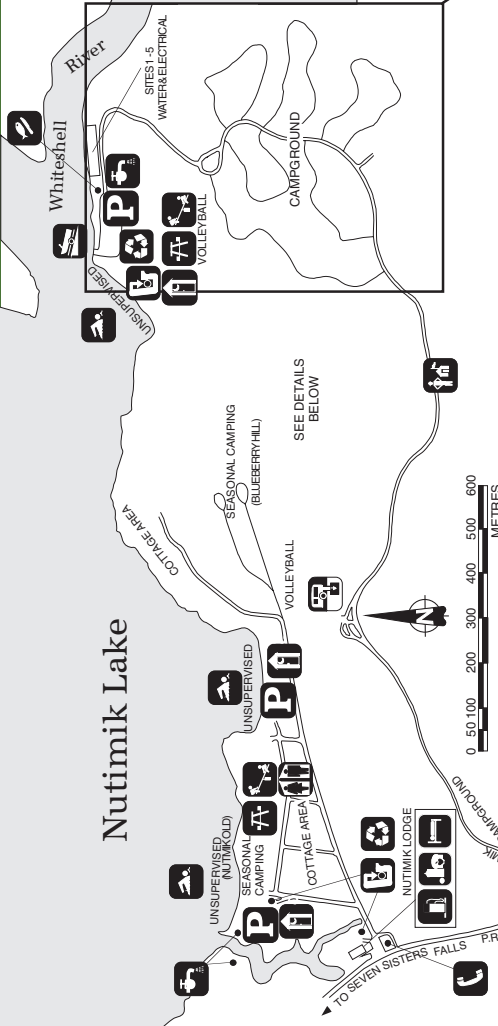 River
Whiteshell
SITES 1 -5
WATER & ELECTRICAL
P
VOLLEYBALL
CAMPGROUND
UNSUPERVISED
SEE DETAILS
BELOW
SEASONAL CAMPING
(BLUEBERRY HILL)
COTTAGE AREA
VOLLEYBALL
Nutimik Lake
UNSUPERVISED
P
N
0 50 100 200 300 400 500 600
METRES
UNSUPERVISED
(NUTIMIK OLD)
SEASONAL
CAMPING
COTTAGE AREA
P
NUTIMIK LODGE
CAMPGROUND
TO SEVEN SISTERS FALLS
P.R